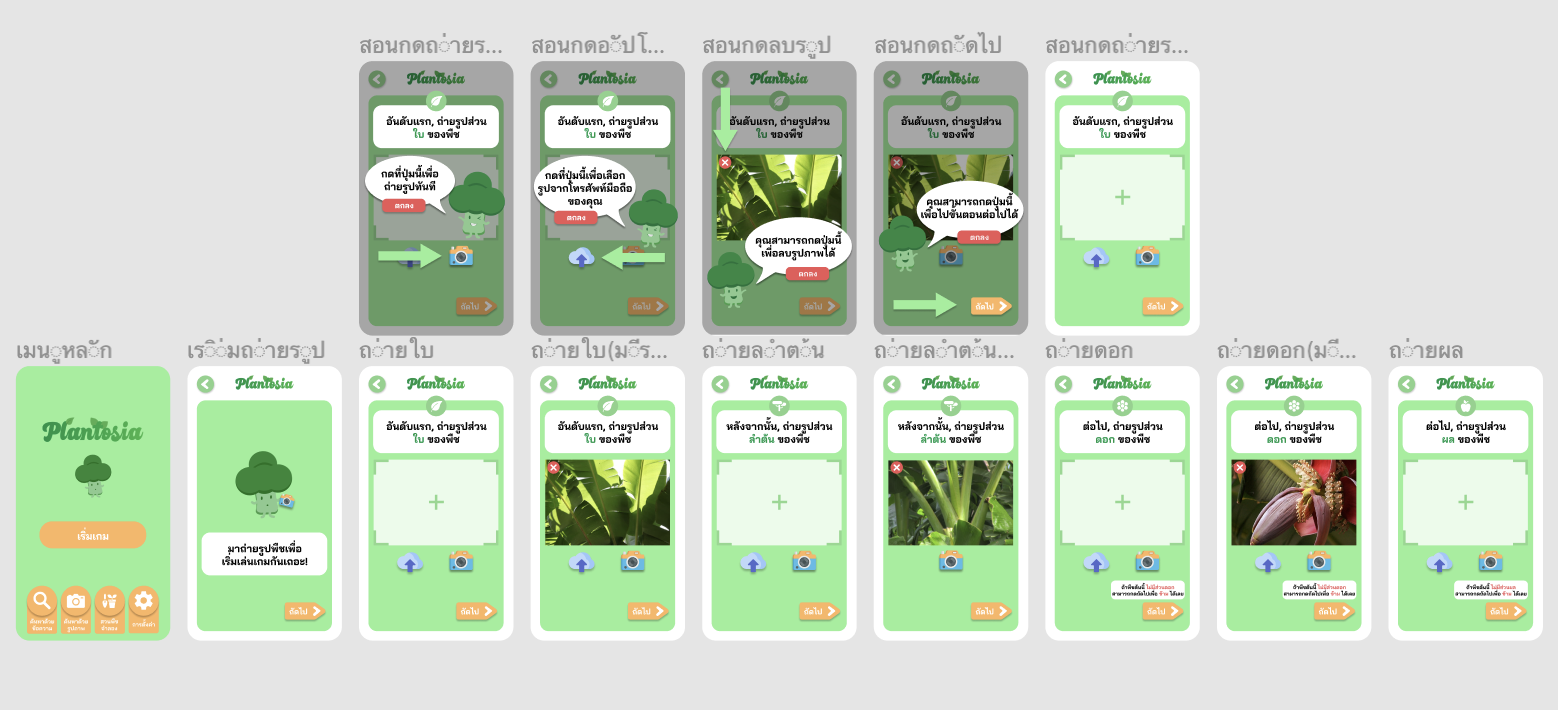 สอนกดถ่ายร...
สอนกดอัปโ...
สอนกดลบรูป
สอนกดถัดไป
สอนกดถ่ายร...
Plantosia
อันดับแรก, ถ่ายรูปส่วน
ใบ ของพืช
กดที่ปุ่มนี้เพื่อ
ถ่ายรูปทันที
ตกลง
ถัดไป
Plantosia
อันดับแรก, ถ่ายรูปส่วน
ใบ ของพืช
กดที่ปุ่มนี้เพื่อเลือก
รูปจากโทรศัพท์มือถือ
ของคุณ
ตกลง
ถัดไป
Plantosia
อันดับแรก, ถ่ายรูปส่วน
ใบ ของพืช
คุณสามารถกดปุ่มนี้
เพื่อลบรูปภาพได้
ตกลง
ถัดไป
Plantosia
อันดับแรก, ถ่ายรูปส่วน
ใบ ของพืช
คุณสามารถกดปุ่มนี้
เพื่อไปขั้นตอนต่อไปได้
ตกลง
ถัดไป
Plantosia
อันดับแรก, ถ่ายรูปส่วน
ใบ ของพืช
ถัดไป
เมนูหลัก
เริ่มถ่ายรูป
ถ่ายใบ
ถ่ายใบ(มีร...
ถ่ายลำต้น
ถ่ายลำต้น...
ถ่ายดอก
ถ่ายดอก(มี...
ถ่ายผล
Plantosia
เริ่มเกม
ค้นหาด้วย
ข้อความ
ค้นหาด้วย
รูปภาพ
สวนพืช
จำลอง
การตั้งค่า
Plantosia
มาถ่ายรูปพืชเพื่อ
เริ่มเล่นเกมกันเถอะ!
ถัดไป
Plantosia
อันดับแรก, ถ่ายรูปส่วน
ใบ ของพืช
ถัดไป
Plantosia
อันดับแรก, ถ่ายรูปส่วน
ใบ ของพืช
ถัดไป
Plantosia
หลังจากนั้น, ถ่ายรูปส่วน
ลำต้น ของพืช
ถัดไป
Plantosia
หลังจากนั้น, ถ่ายรูปส่วน
ลำต้น ของพืช
ถัดไป
Plantosia
ต่อไป, ถ่ายรูปส่วน
ดอก ของพืช
ถ้าพืชต้นนี้ ไม่มีส่วนดอก
สามารถกดถัดไปเพื่อ ข้าม ได้เลย
ถัดไป
Plantosia
ต่อไป, ถ่ายรูปส่วน
ดอก ของพืช
ถ้าพืชต้นนี้ ไม่มีส่วนดอก
สามารถกดถัดไปเพื่อ ข้าม ได้เลย
ถัดไป
Plantosia
ต่อไป, ถ่ายรูปส่วน
ผล ของพืช
ถ้าพืชต้นนี้ ไม่มีส่วนผล
สามารถกดถัดไปเพื่อ ข้าม ได้เลย
ถัดไป